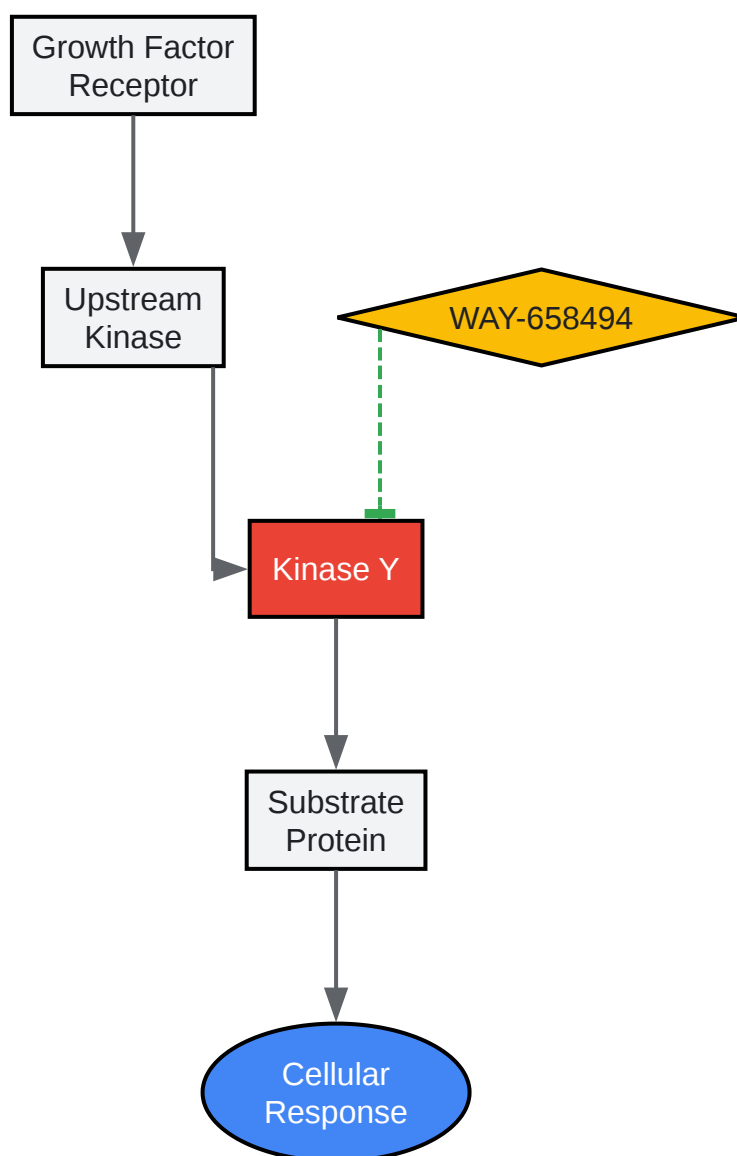 Growth Factor
Receptor
Upstream
Kinase
WAY-658494
Kinase Y
Substrate
Protein
Cellular
Response